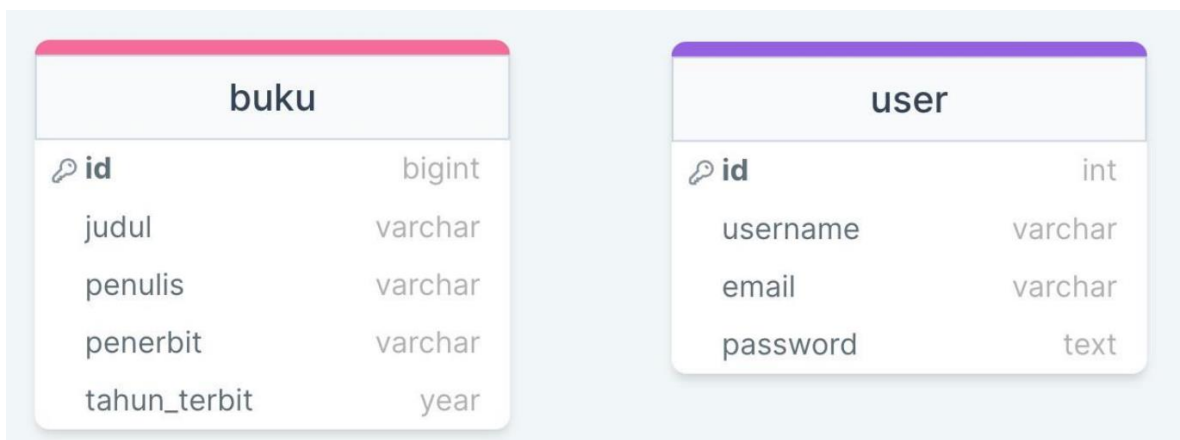 buku
id bigint
judul varchar
penulis varchar
penerbit varchar
tahun_terbit year
user
id int
username varchar
email varchar
password text